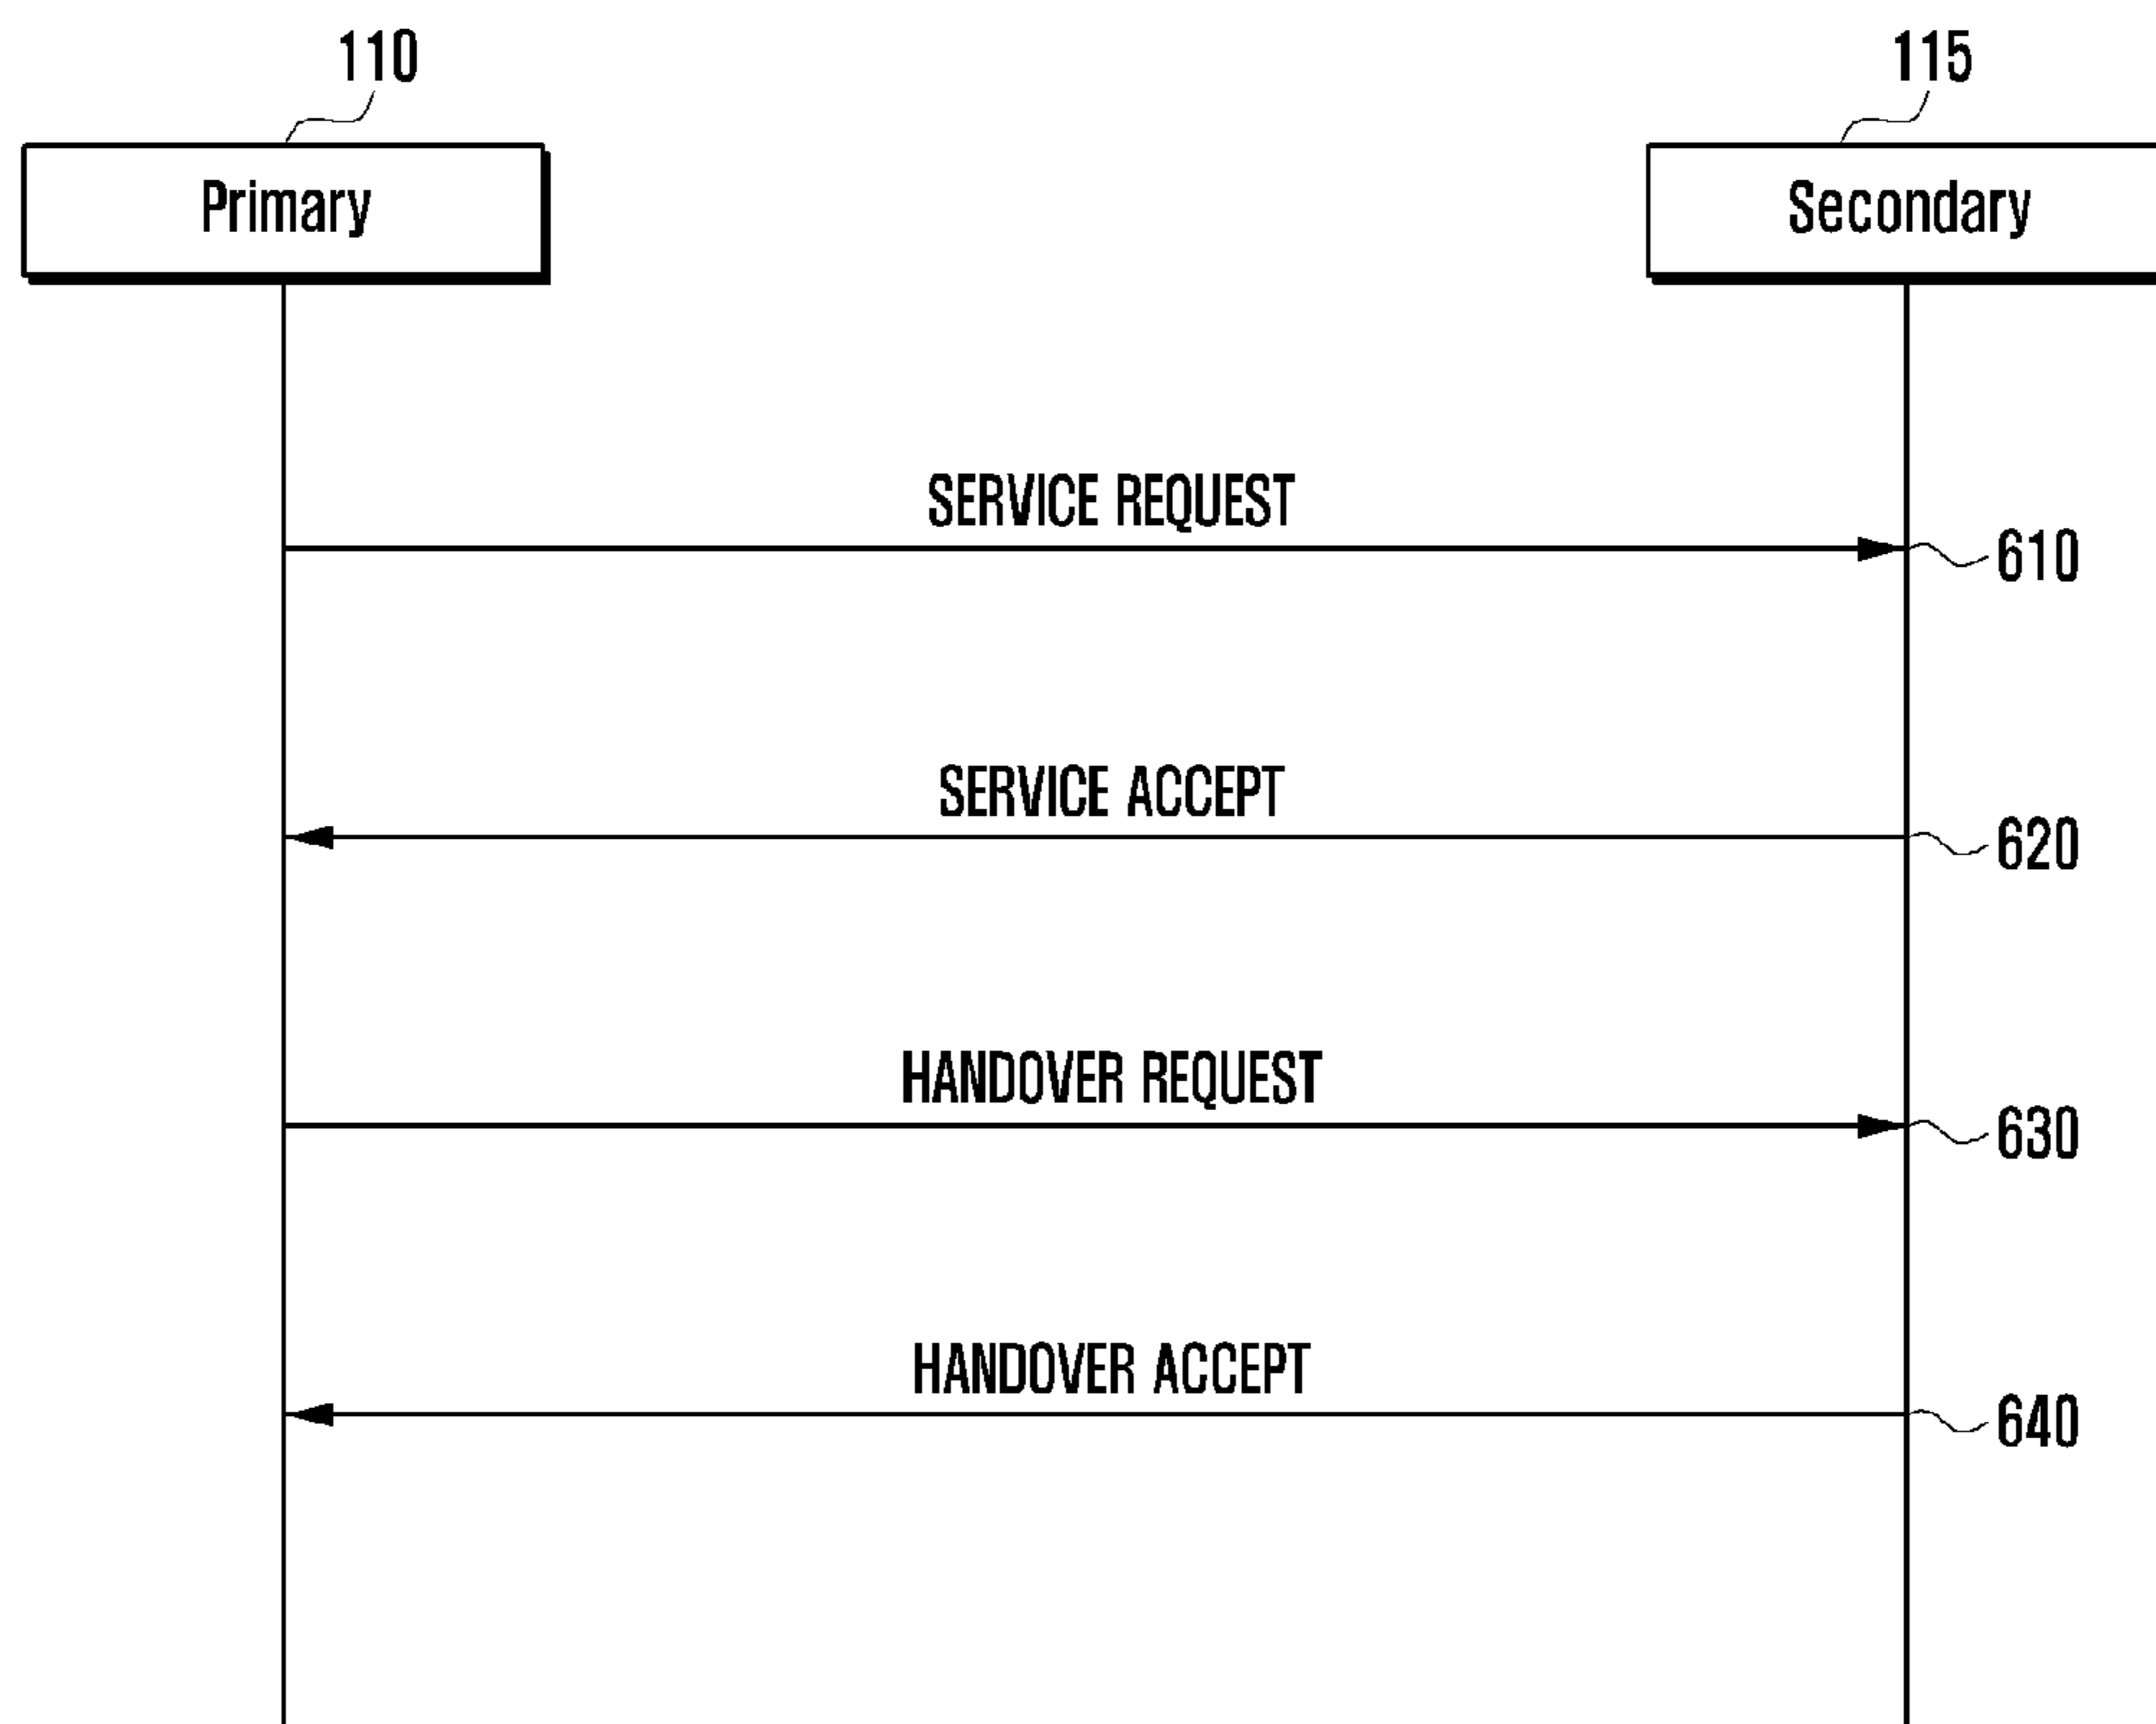 110
115
Primary
Secondary
SERVICE REQUEST
610
SERVICE ACCEPT
620
HANDOVER REQUEST
630
HANDOVER ACCEPT
640